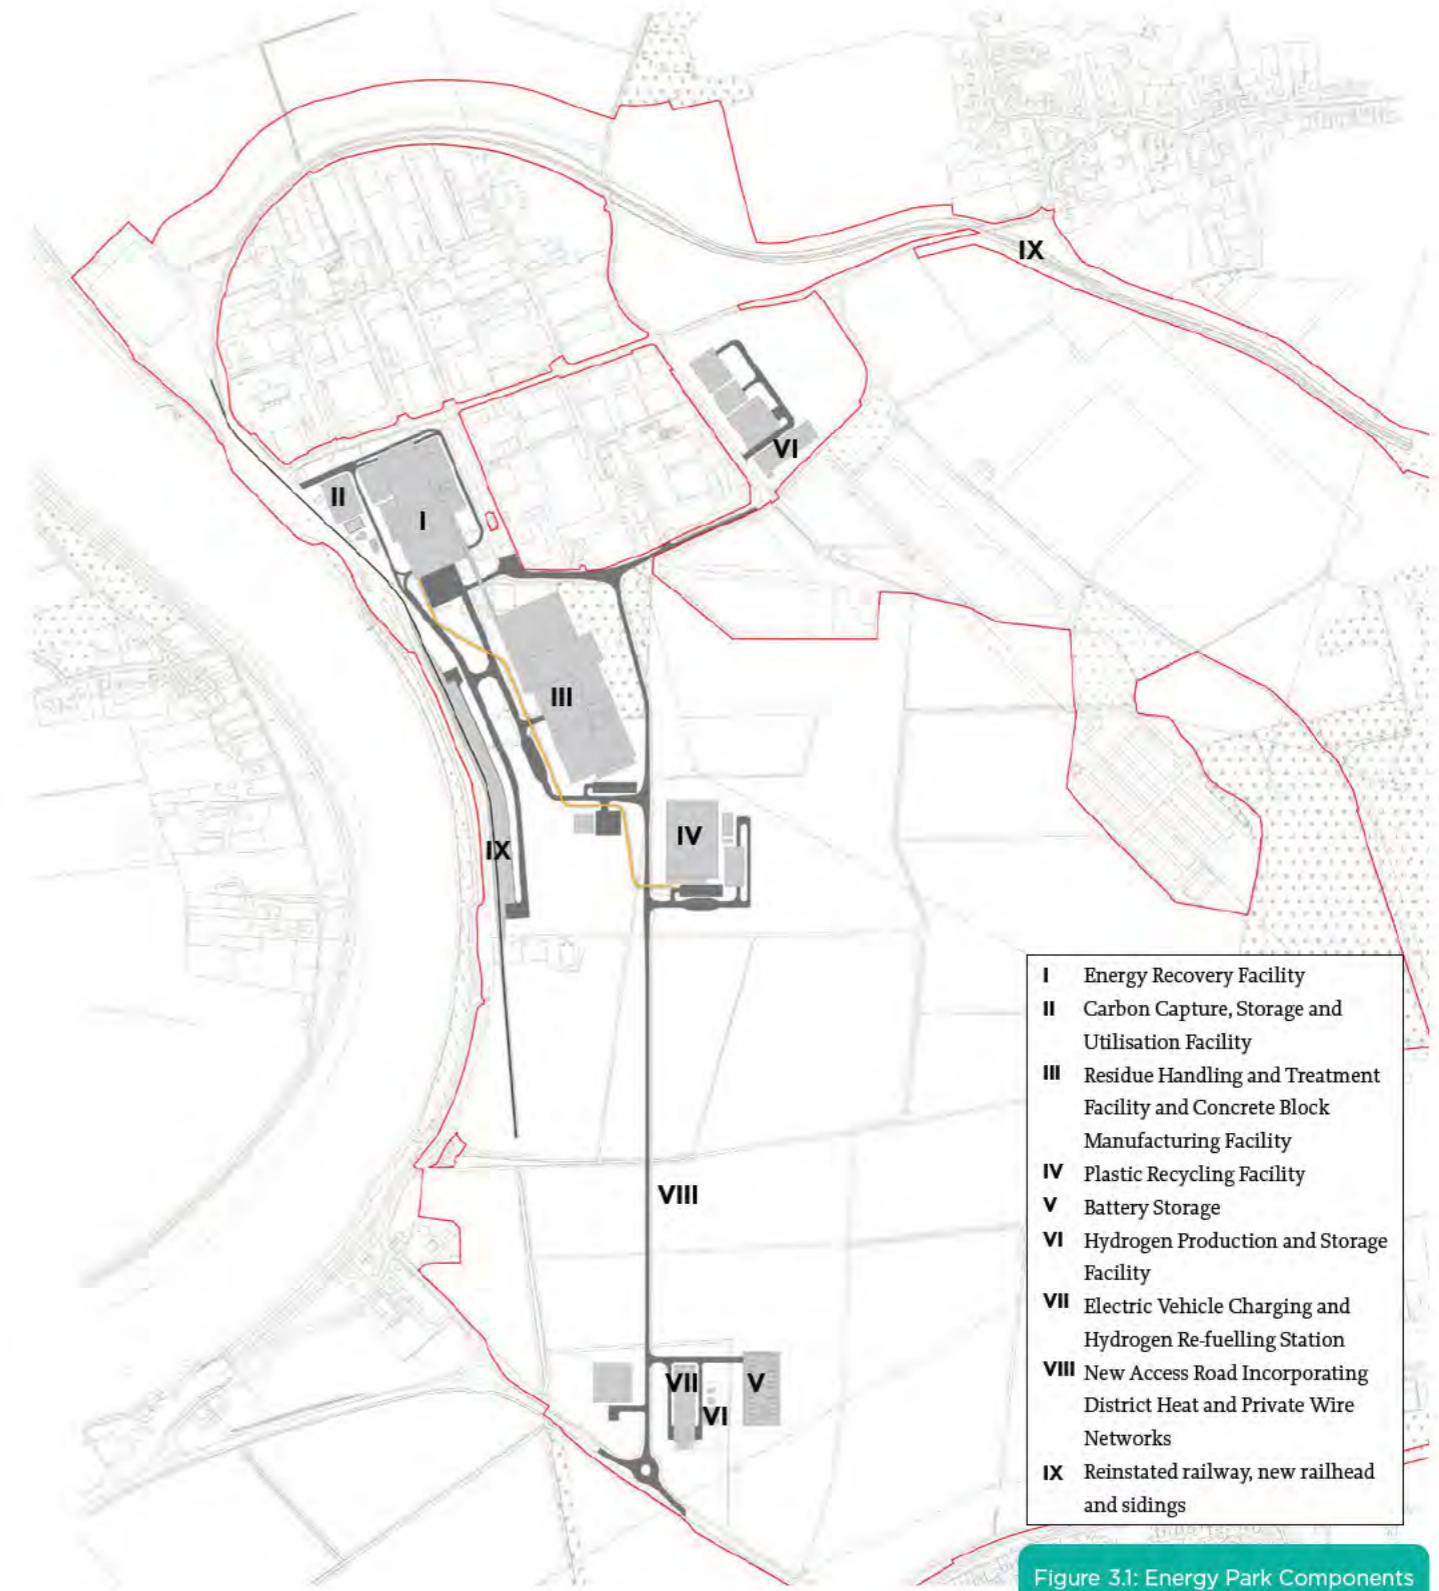 IX
VI
II
I
III
IV
IX
VIII
VII
V
VI
I Energy Recovery Facility
II Carbon Capture, Storage and
Utilisation Facility
III Residue Handling and Treatment
Facility and Concrete Block
Manufacturing Facility
IV Plastic Recycling Facility
V Battery Storage
VI Hydrogen Production and Storage
Facility
VII Electric Vehicle Charging and
Hydrogen Re-fuelling Station
VIII New Access Road Incorporating
District Heat and Private Wire
Networks
IX Reinstated railway, new railhead
and sidings
Figure 3.1: Energy Park Components